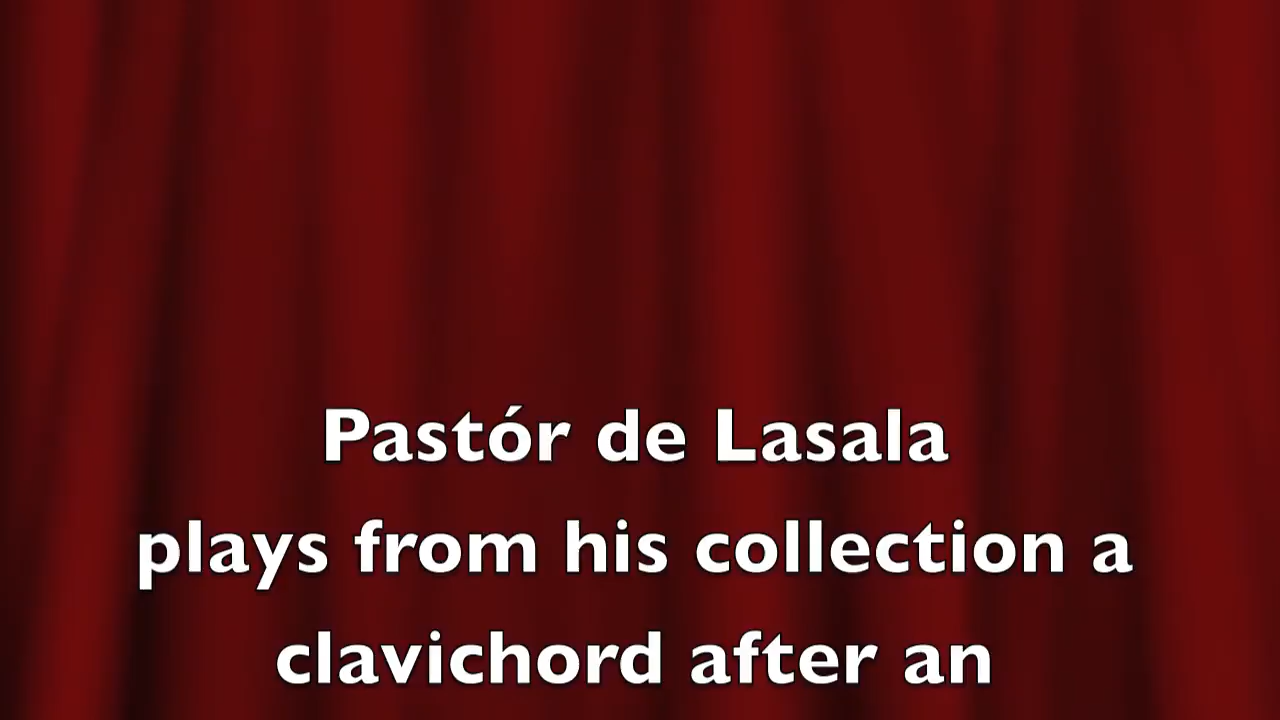 Pastór de Lasala
plays from his collection a
clavichord after an